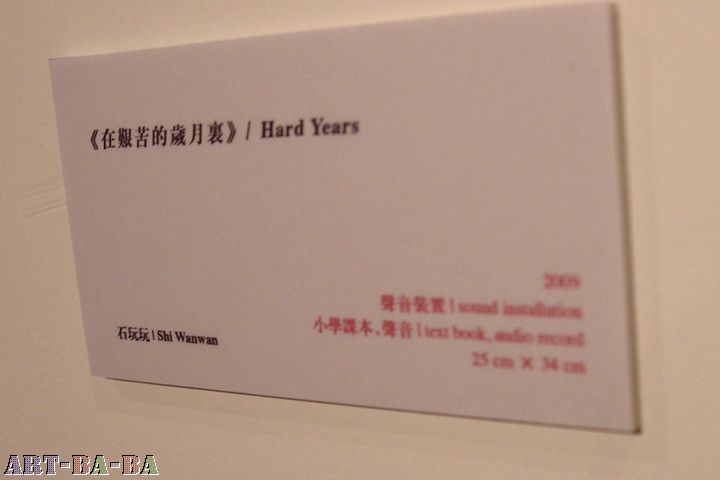 《在艱苦的歲月裏》/ Hard Years
2009
聲音裝置 | sound installation
小學課本,聲音 | text book, audio record
25 cm × 34 cm
石玩玩 | Shi Wanwan
ART-BA-BA